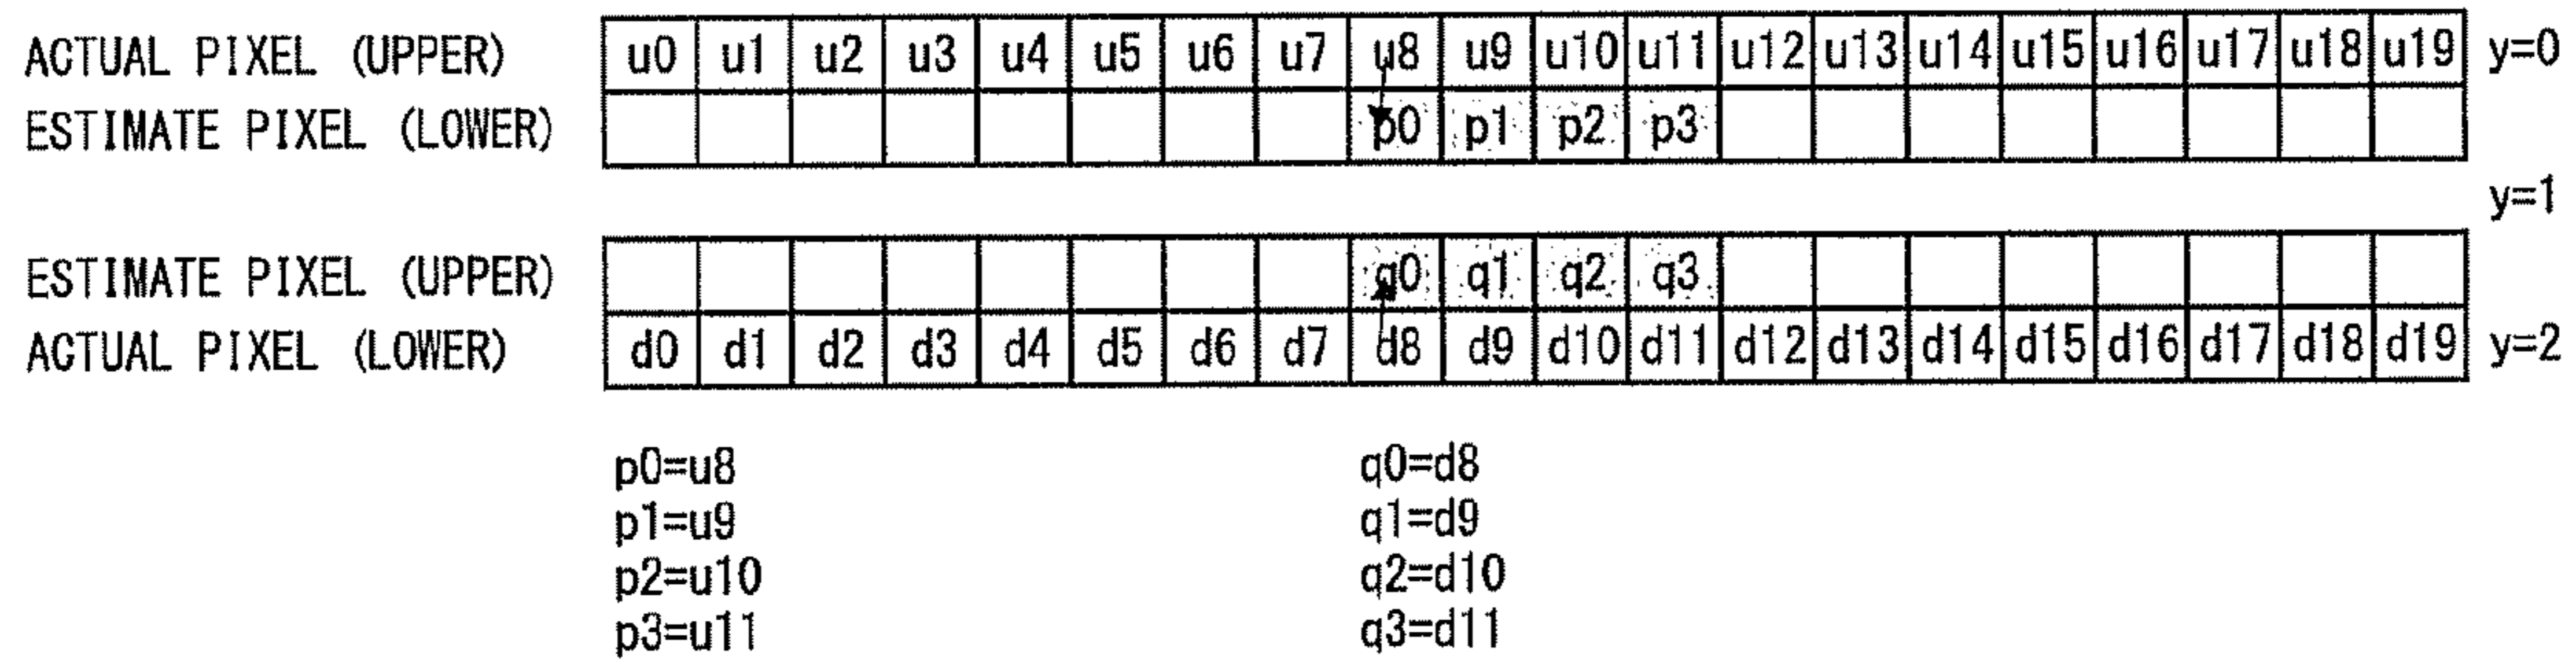 ACTUAL PIXEL (UPPER) u0 u1 u2 u3 u4 u5 u6 u7 u8 u9 u10 u11 u12 u13 u14 u15 u16 u17 u18 u19 y=0
ESTIMATE PIXEL (LOWER) p0 p1 p2 p3
y=1
ESTIMATE PIXEL (UPPER) q0 q1 q2 q3
ACTUAL PIXEL (LOWER) d0 d1 d2 d3 d4 d5 d6 d7 d8 d9 d10 d11 d12 d13 d14 d15 d16 d17 d18 d19 y=2
p0=u8 q0=d8
p1=u9 q1=d9
p2=u10 q2=d10
p3=u11 q3=d11